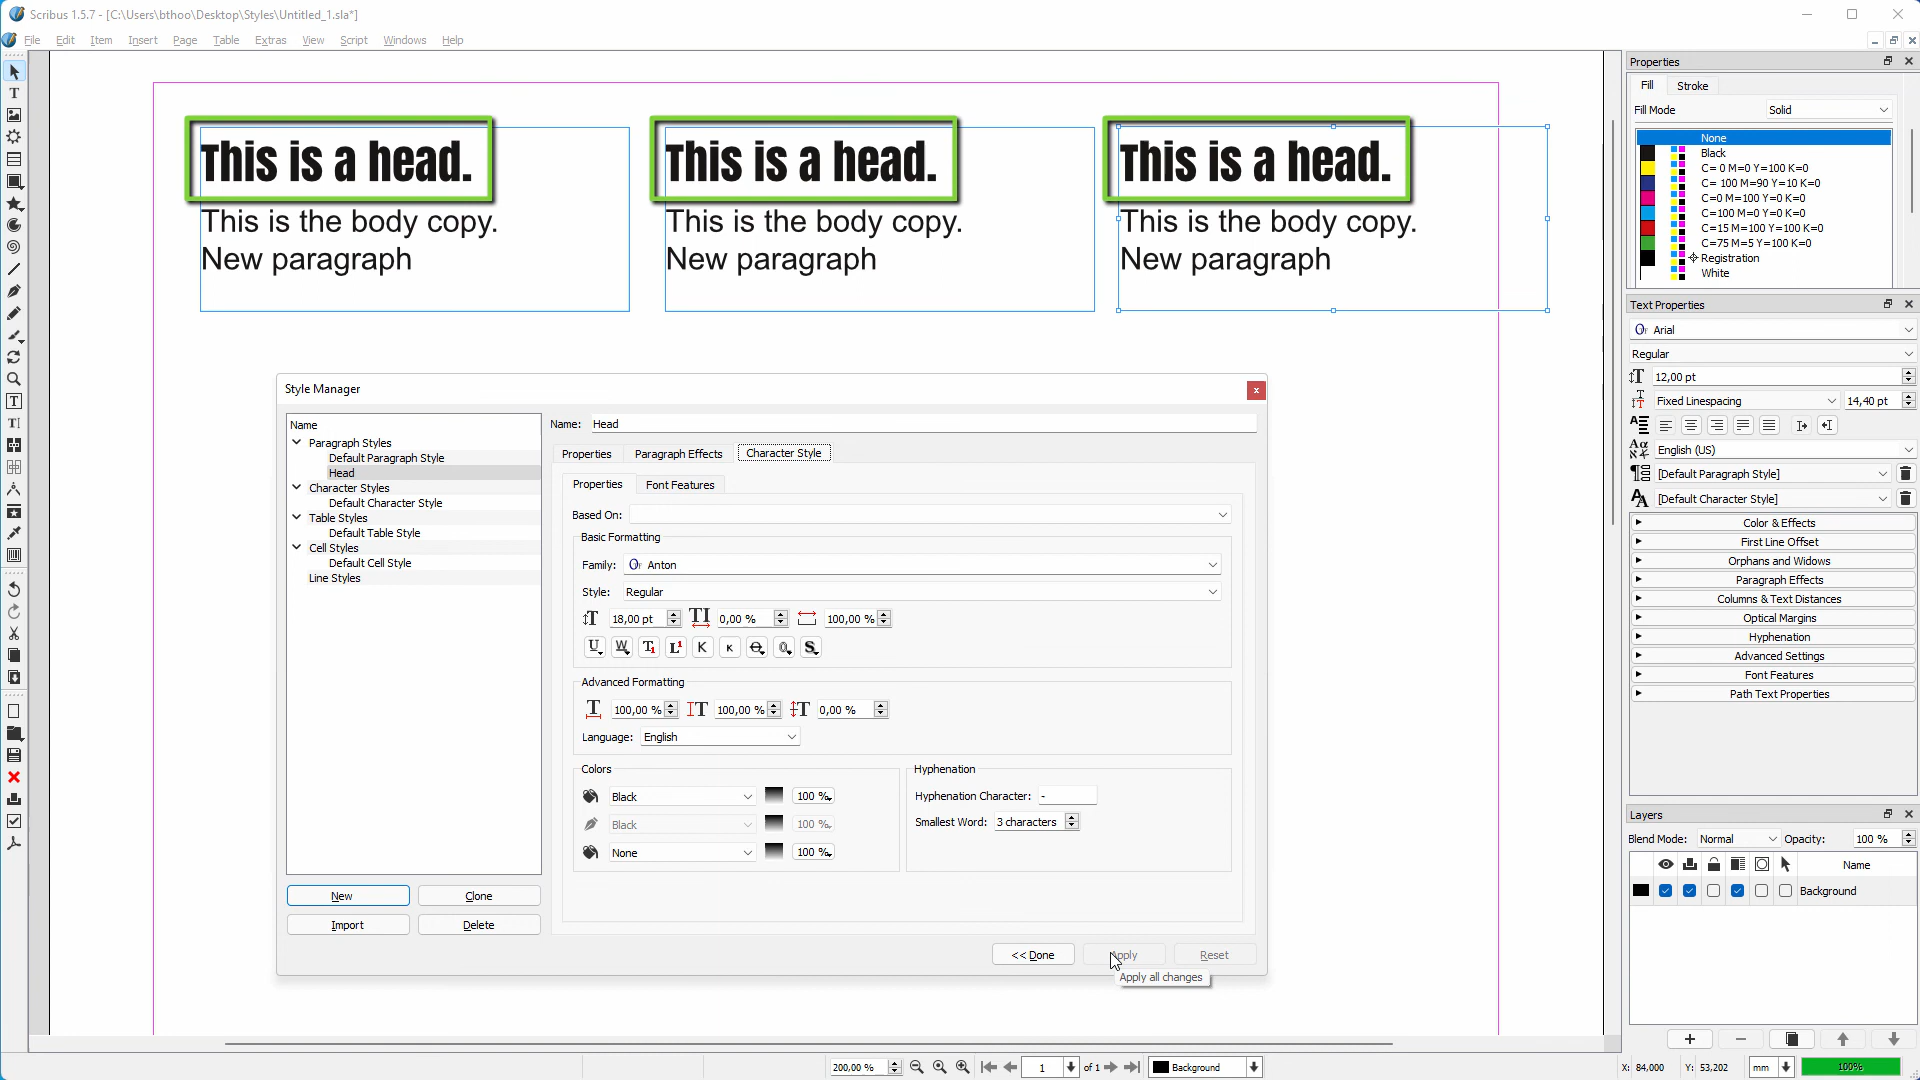 Scribus 1.5.7 - [C:\Users\bthoo\Desktop\Styles\Untitled_1.sla*]
File Edit Item Insert Page Table Extras View Script Windows Help
This is a head.
This is the body copy.
New paragraph
This is a head.
This is the body copy.
New paragraph
This is a head.
This is the body copy.
New paragraph
Style Manager
Name
Paragraph Styles
Default Paragraph Style
Head
Character Styles
Default Character Style
Table Styles
Default Table Style
Cell Styles
Default Cell Style
Line Styles
New
Clone
Import
Delete
Name: Head
Properties
Paragraph Effects
Character Style
Properties
Font Features
Based On:
Basic Formatting
Family: Anton
Style: Regular
18,00 pt
0,00 %
100,00 %
Advanced Formatting
100,00 %
100,00 %
0,00 %
Language: English
Colors
Black
100 %
Black
100 %
None
100 %
Hyphenation
Hyphenation Character: -
Smallest Word: 3 characters
<< Done
Apply
Reset
Apply all changes
Properties
Fill
Stroke
Fill Mode
Solid
None
Black
C= 0 M=0 Y=100 K=0
C= 100 M=90 Y=10 K=0
C=0 M=100 Y=0 K=0
C=100 M=0 Y=0 K=0
C=15 M=100 Y=100 K=0
C=75 M=5 Y=100 K=0
Registration
White
Text Properties
Arial
Regular
12,00 pt
Fixed Linespacing
14,40 pt
English (US)
[Default Paragraph Style]
[Default Character Style]
Color & Effects
First Line Offset
Orphans and Widows
Paragraph Effects
Columns & Text Distances
Optical Margins
Hyphenation
Advanced Settings
Font Features
Path Text Properties
Layers
Blend Mode: Normal
Opacity: 100 %
Name
Background
200,00 %
1
of 1
Background
X: 84,000
Y: 53,202
mm
100%